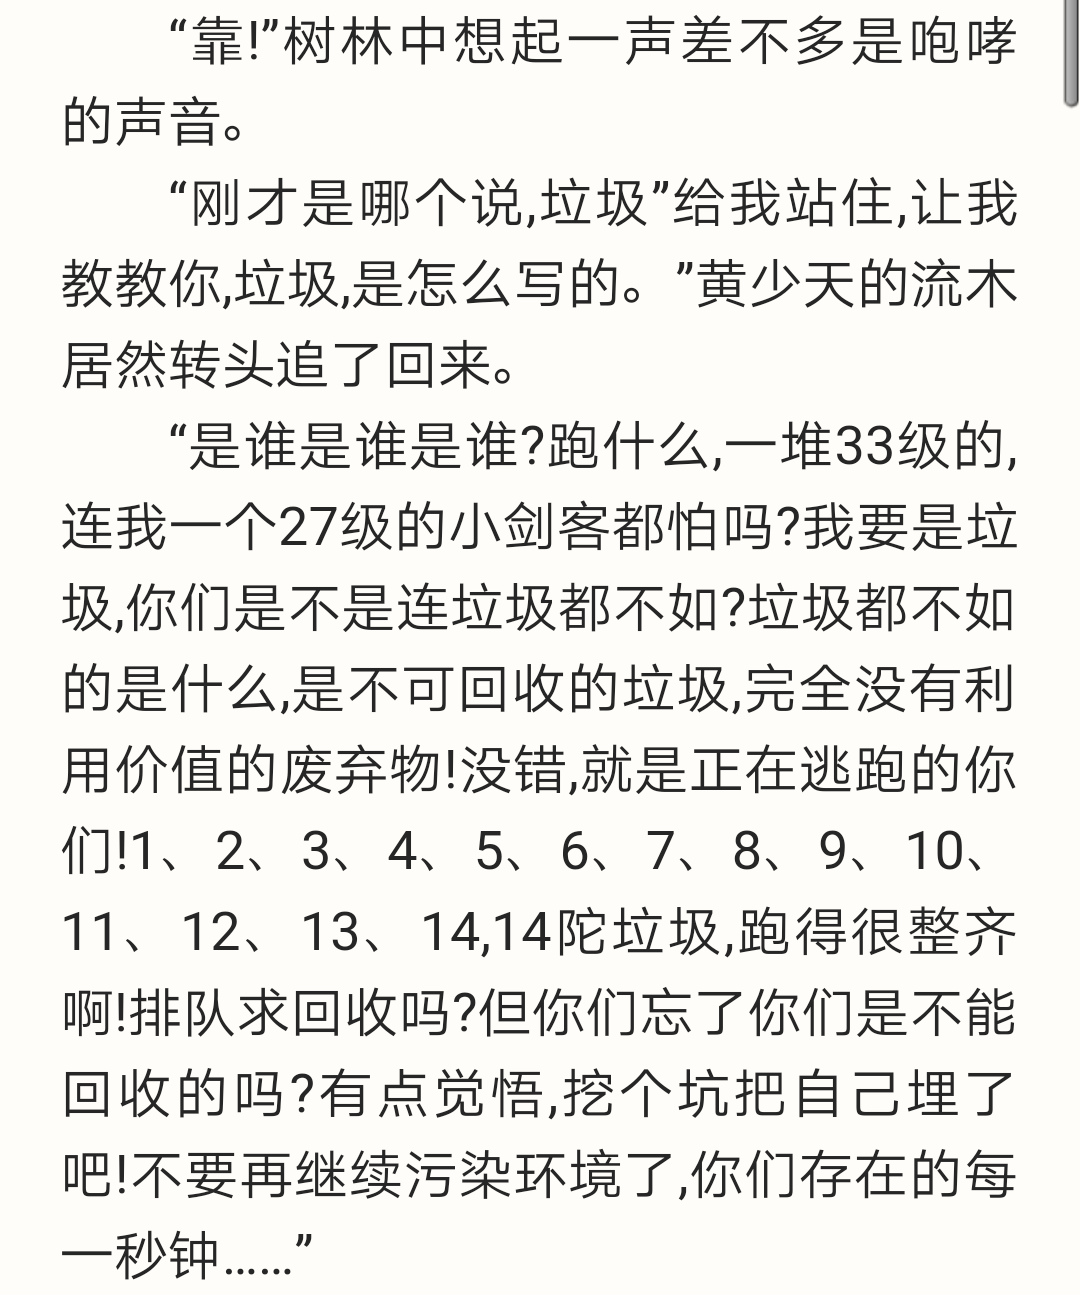 “靠!”树林中想起一声差不多是咆哮
的声音。
“刚才是哪个说,垃圾”给我站住,让我
教教你,垃圾,是怎么写的。”黄少天的流木
居然转头追了回来。
“是谁是谁是谁?跑什么,一堆33级的,
连我一个27级的小剑客都怕吗?我要是垃
圾,你们是不是连垃圾都不如?垃圾都不如
的是什么,是不可回收的垃圾,完全没有利
用价值的废弃物!没错,就是正在逃跑的你
们!1、2、3、4、5、6、7、8、9、10、
11、12、13、14,14陀垃圾,跑得很整齐
啊!排队求回收吗?但你们忘了你们是不能
回收的吗?有点觉悟,挖个坑把自己埋了
吧!不要再继续污染环境了,你们存在的每
一秒钟……”